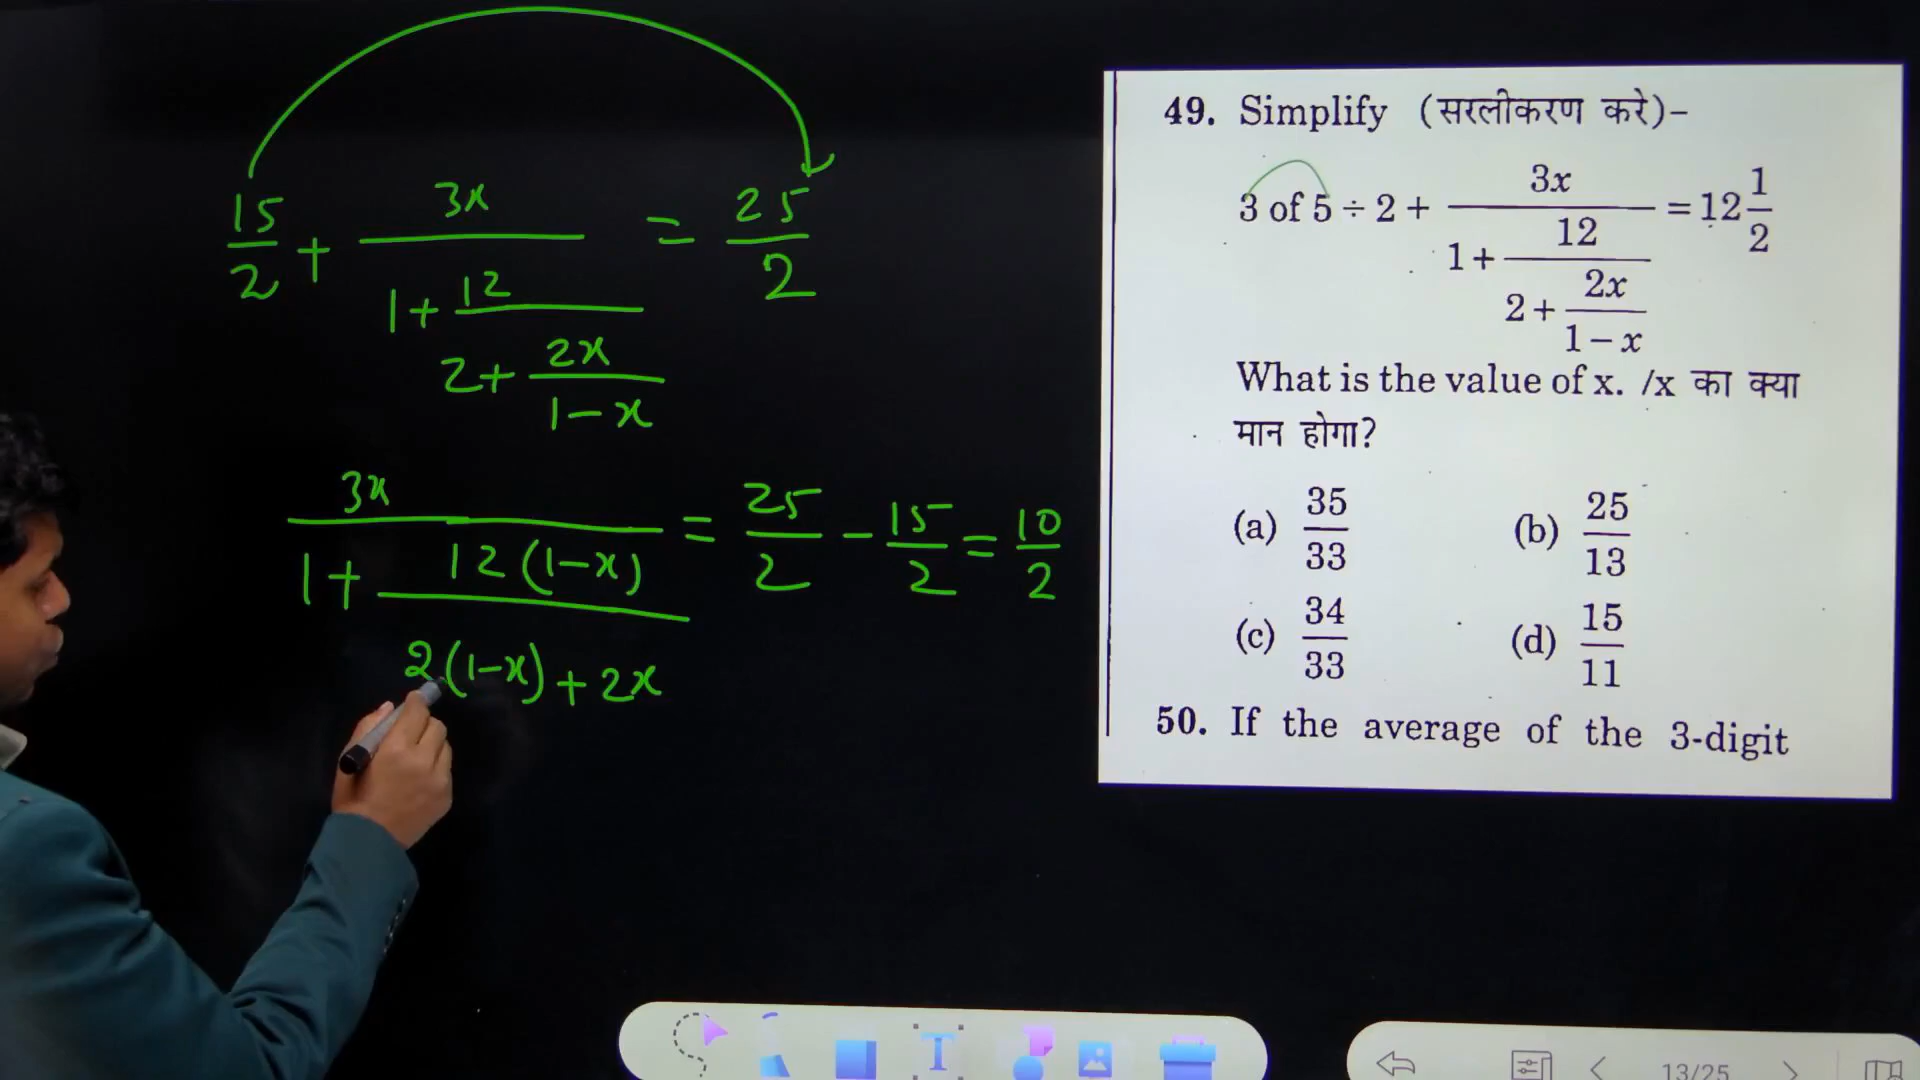 15/2 + 3x/(1 + 12/(2 + 2x/(1 − x))) = 25/2
3x/(1 + 12(1−x)/(2(1−x) + 2x)) = 25/2 − 15/2 = 10/2
49. Simplify (सरलीकरण करे)–
3 of 5 ÷ 2 + 3x/(1 + 12/(2 + 2x/(1 − x))) = 12 1/2
What is the value of x. /x का क्या
मान होगा?
(a) 35/33 (b) 25/13
(c) 34/33 (d) 15/11
50. If the average of the 3-digit
T
13/25